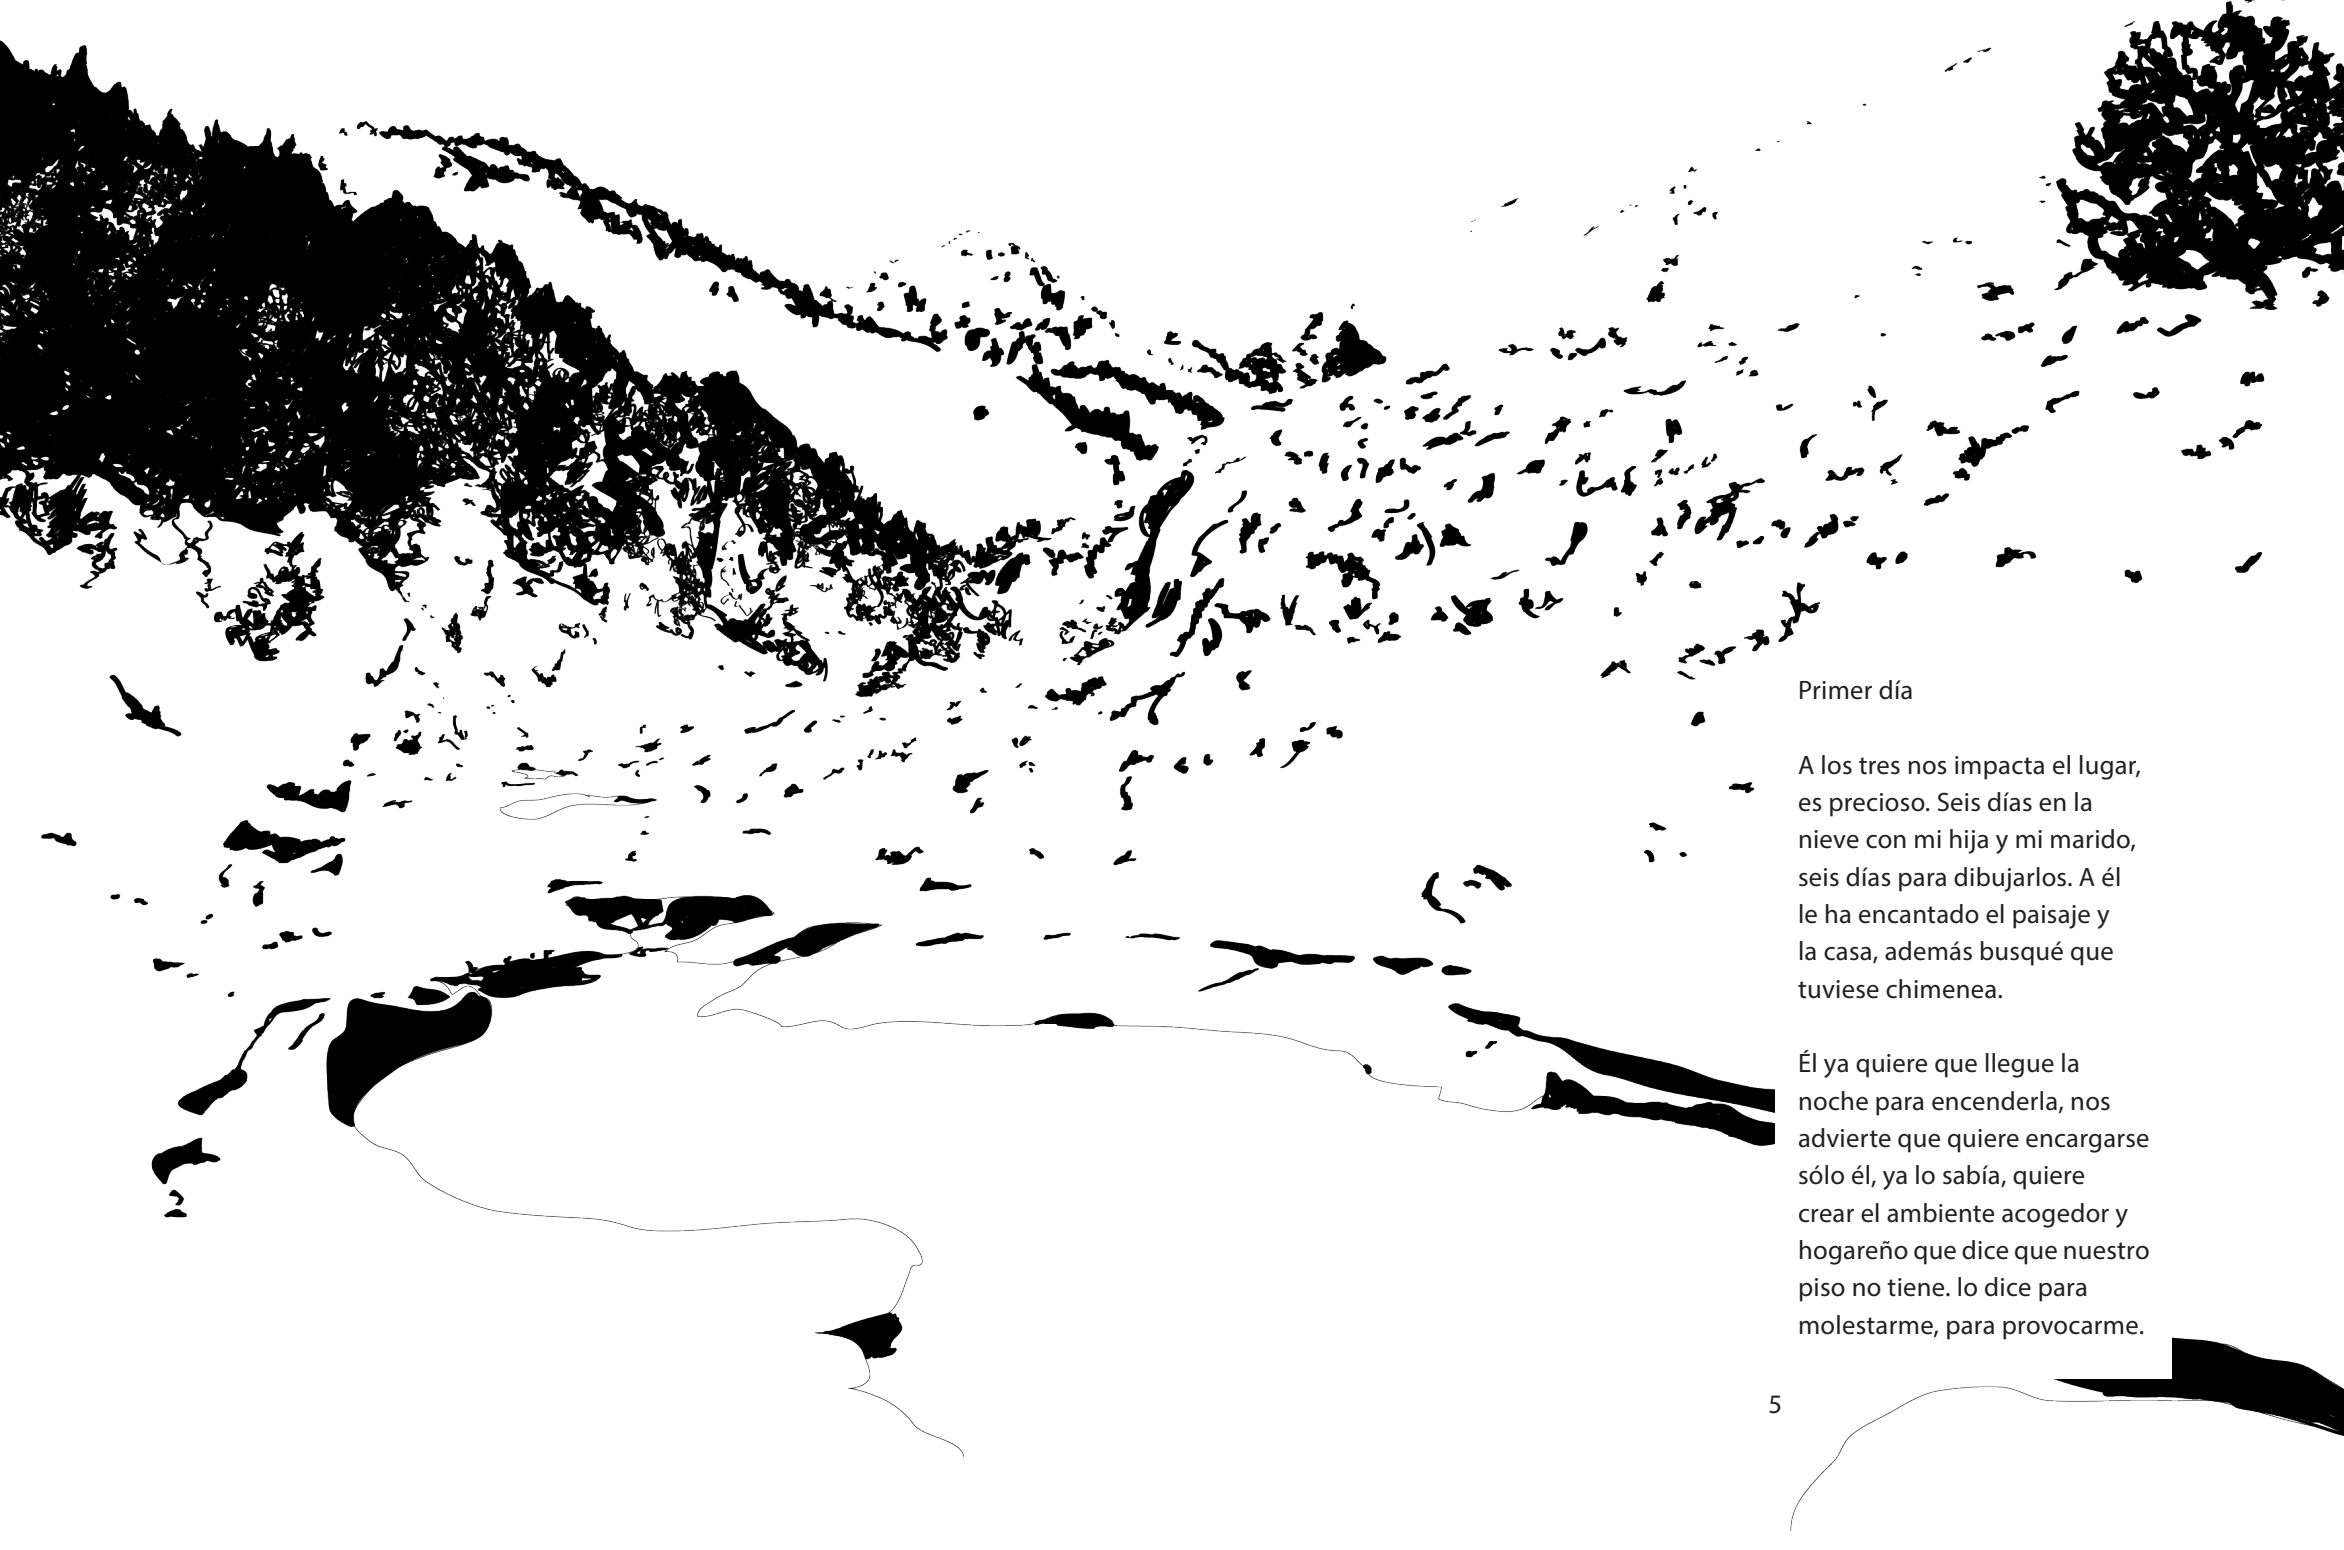 Primer día
A los tres nos impacta el lugar,
es precioso. Seis días en la
nieve con mi hija y mi marido,
seis días para dibujarlos. A él
le ha encantado el paisaje y
la casa, además busqué que
tuviese chimenea.
Él ya quiere que llegue la
noche para encenderla, nos
advierte que quiere encargarse
sólo él, ya lo sabía, quiere
crear el ambiente acogedor y
hogareño que dice que nuestro
piso no tiene. lo dice para
molestarme, para provocarme.
5